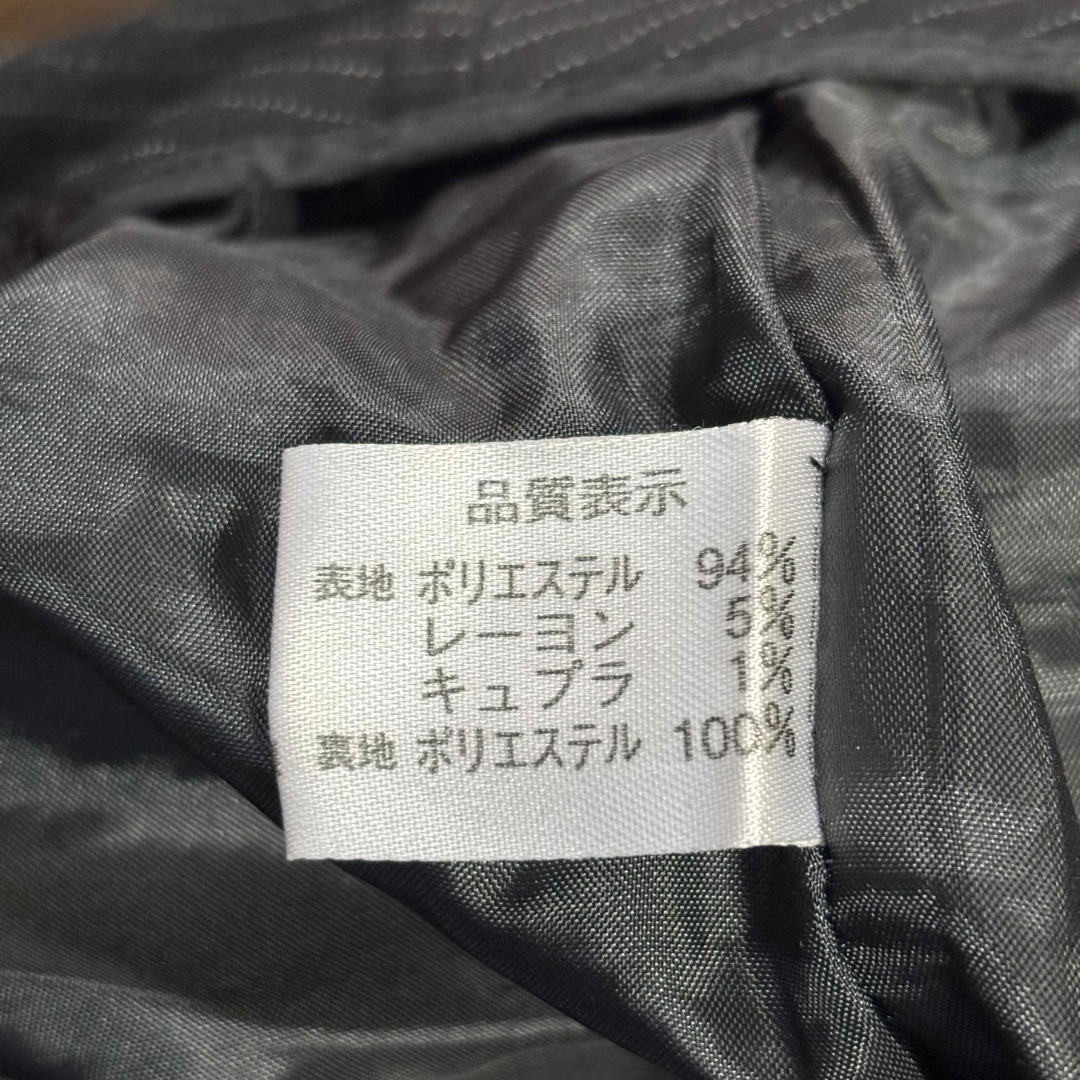 品質表示
表地 ポリエステル 94%
レーヨン 5%
キュプラ 1%
裏地 ポリエステル 100%